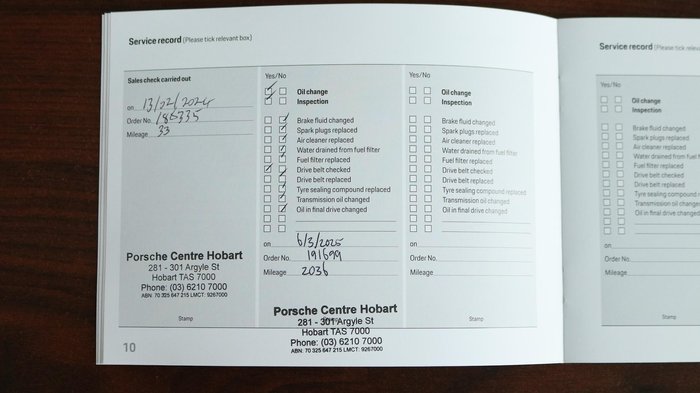 Service record (Please tick relevant box)
Sales check carried out
on 13/02/2024
Order No. 186335
Mileage 33
Porsche Centre Hobart
281 - 301 Argyle St
Hobart TAS 7000
Phone: (03) 6210 7000
ABN: 70 325 647 215 LMCT: 9267000
Stamp
Yes/No
Oil change
Inspection
Brake fluid changed
Spark plugs replaced
Air cleaner replaced
Water drained from fuel filter
Fuel filter replaced
Drive belt checked
Drive belt replaced
Tyre sealing compound replaced
Transmission oil changed
Oil in final drive changed
on 6/3/2025
Order No. 191699
Mileage 2036
Porsche Centre Hobart
281 - 301 Argyle St
Hobart TAS 7000
Phone: (03) 6210 7000
ABN: 70 325 647 215 LMCT: 9267000
Stamp
Yes/No
Oil change
Inspection
Brake fluid changed
Spark plugs replaced
Air cleaner replaced
Water drained from fuel filter
Fuel filter replaced
Drive belt checked
Drive belt replaced
Tyre sealing compound replaced
Transmission oil changed
Oil in final drive changed
on
Order No.
Mileage
Stamp
10
Service record (Please tick
Yes/No
Oil change
Inspection
Brake fluid changed
Spark plugs replaced
Air cleaner replaced
Water drained from fuel
Fuel filter replaced
Drive belt checked
Drive belt replaced
Tyre sealing compound
Transmission oil changed
Oil in final drive changed
on
Order No.
Mileage
Stamp